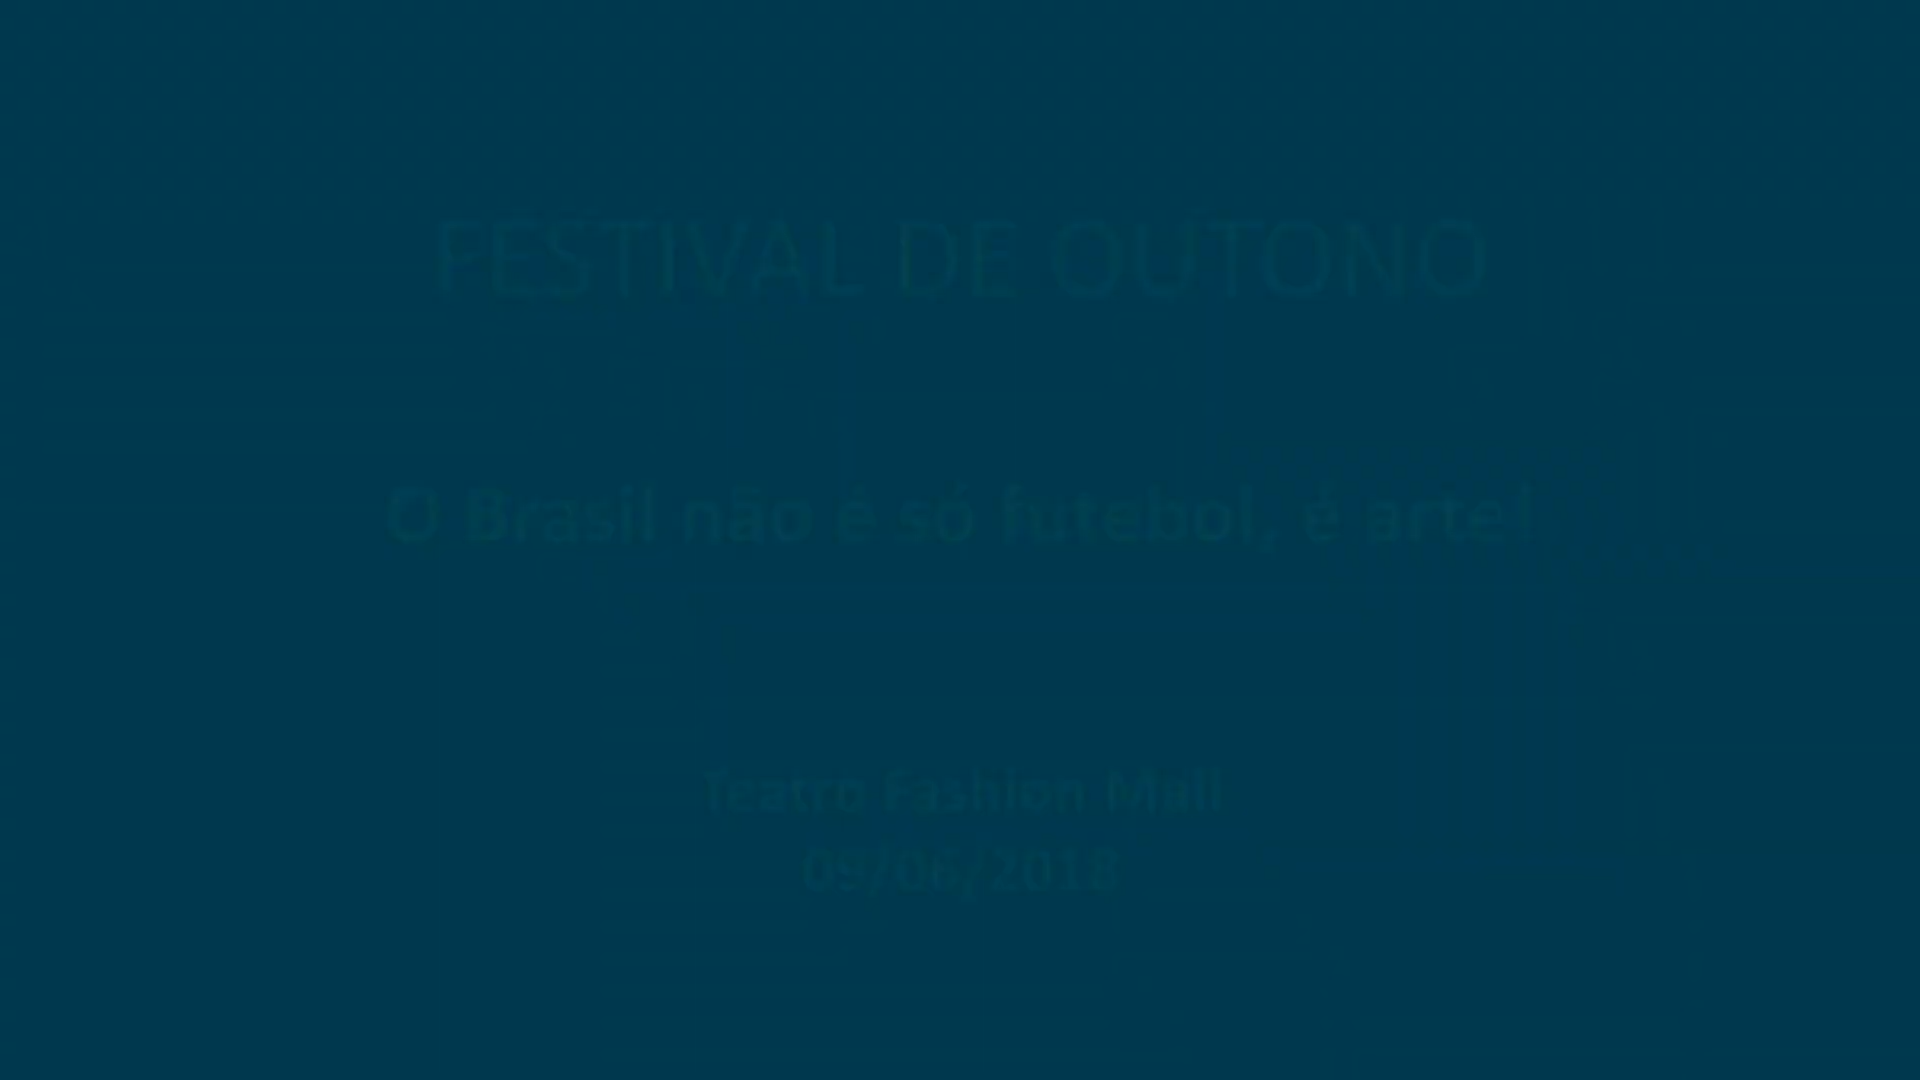 FESTIVAL DE OUTONO
O Brasil não é só futebol, é arte!
Teatro Fashion Mall
09/06/2018